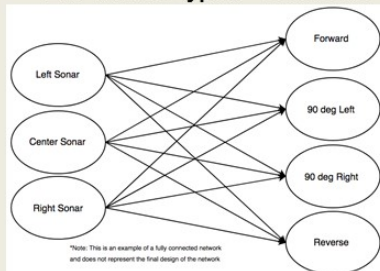 Forward
Left Sonar
90 deg Left
Center Sonar
90 deg Right
Right Sonar
Reverse
*Note: This is an example of a fully connected network
and does not represent the final design of the network